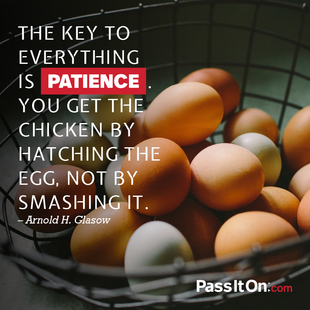 THE KEY TO
EVERYTHING
IS PATIENCE.
YOU GET THE
CHICKEN BY
HATCHING THE
EGG, NOT BY
SMASHING IT.
– Arnold H. Glasow
PassItOn.com